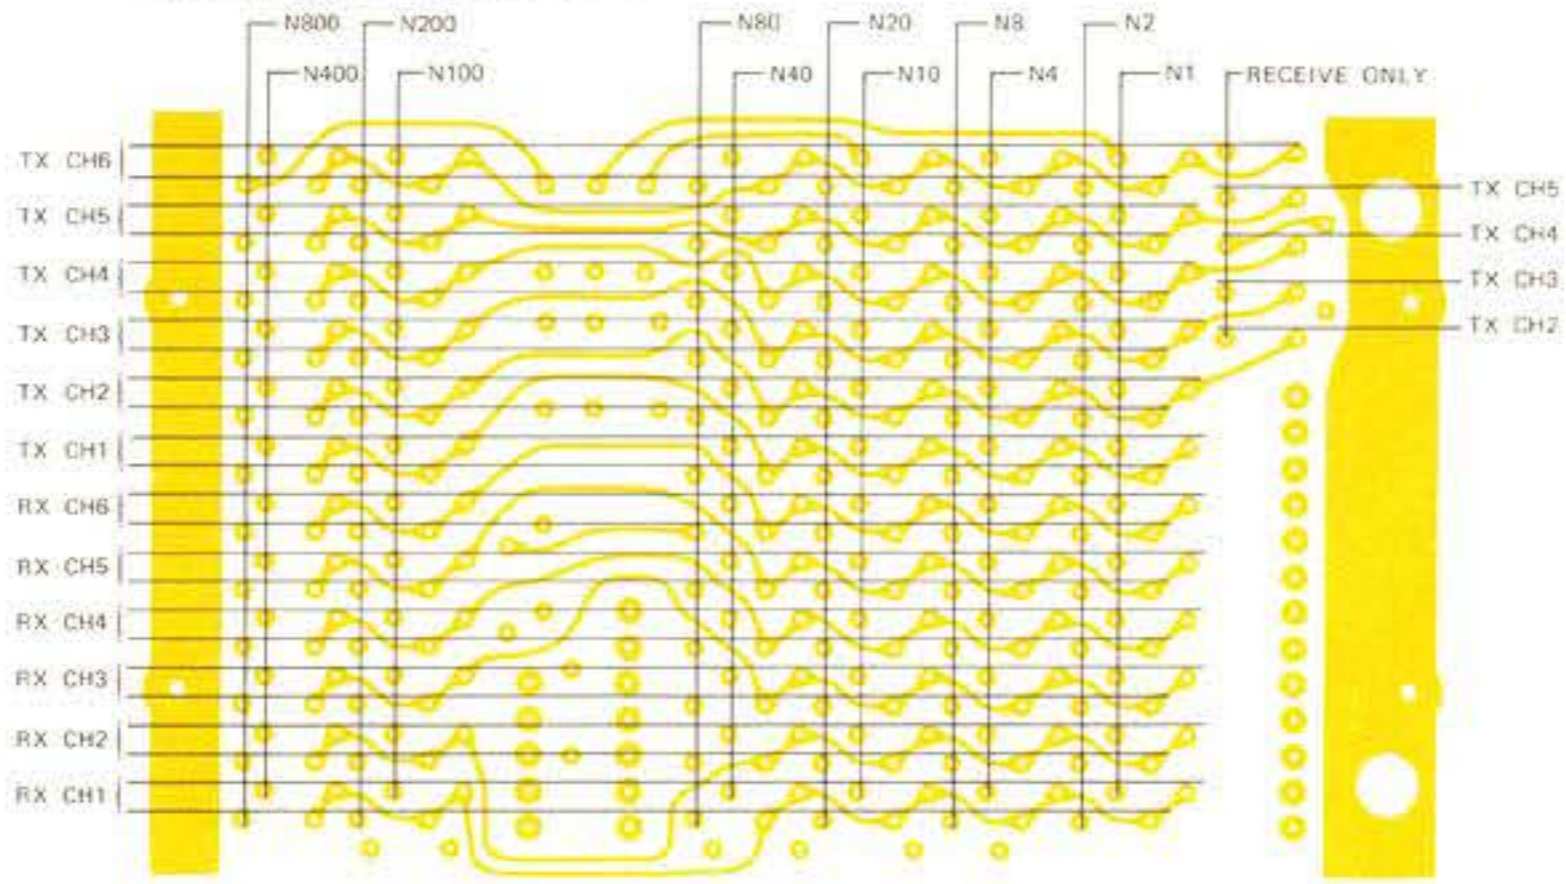 N800
N200
N80
N20
N8
N2
N400
N100
N40
N10
N4
N1
RECEIVE ONLY
TX CH6
TX CH5
TX CH4
TX CH3
TX CH2
TX CH1
RX CH6
RX CH5
RX CH4
RX CH3
RX CH2
RX CH1
TX CH5
TX CH4
TX CH3
TX CH2